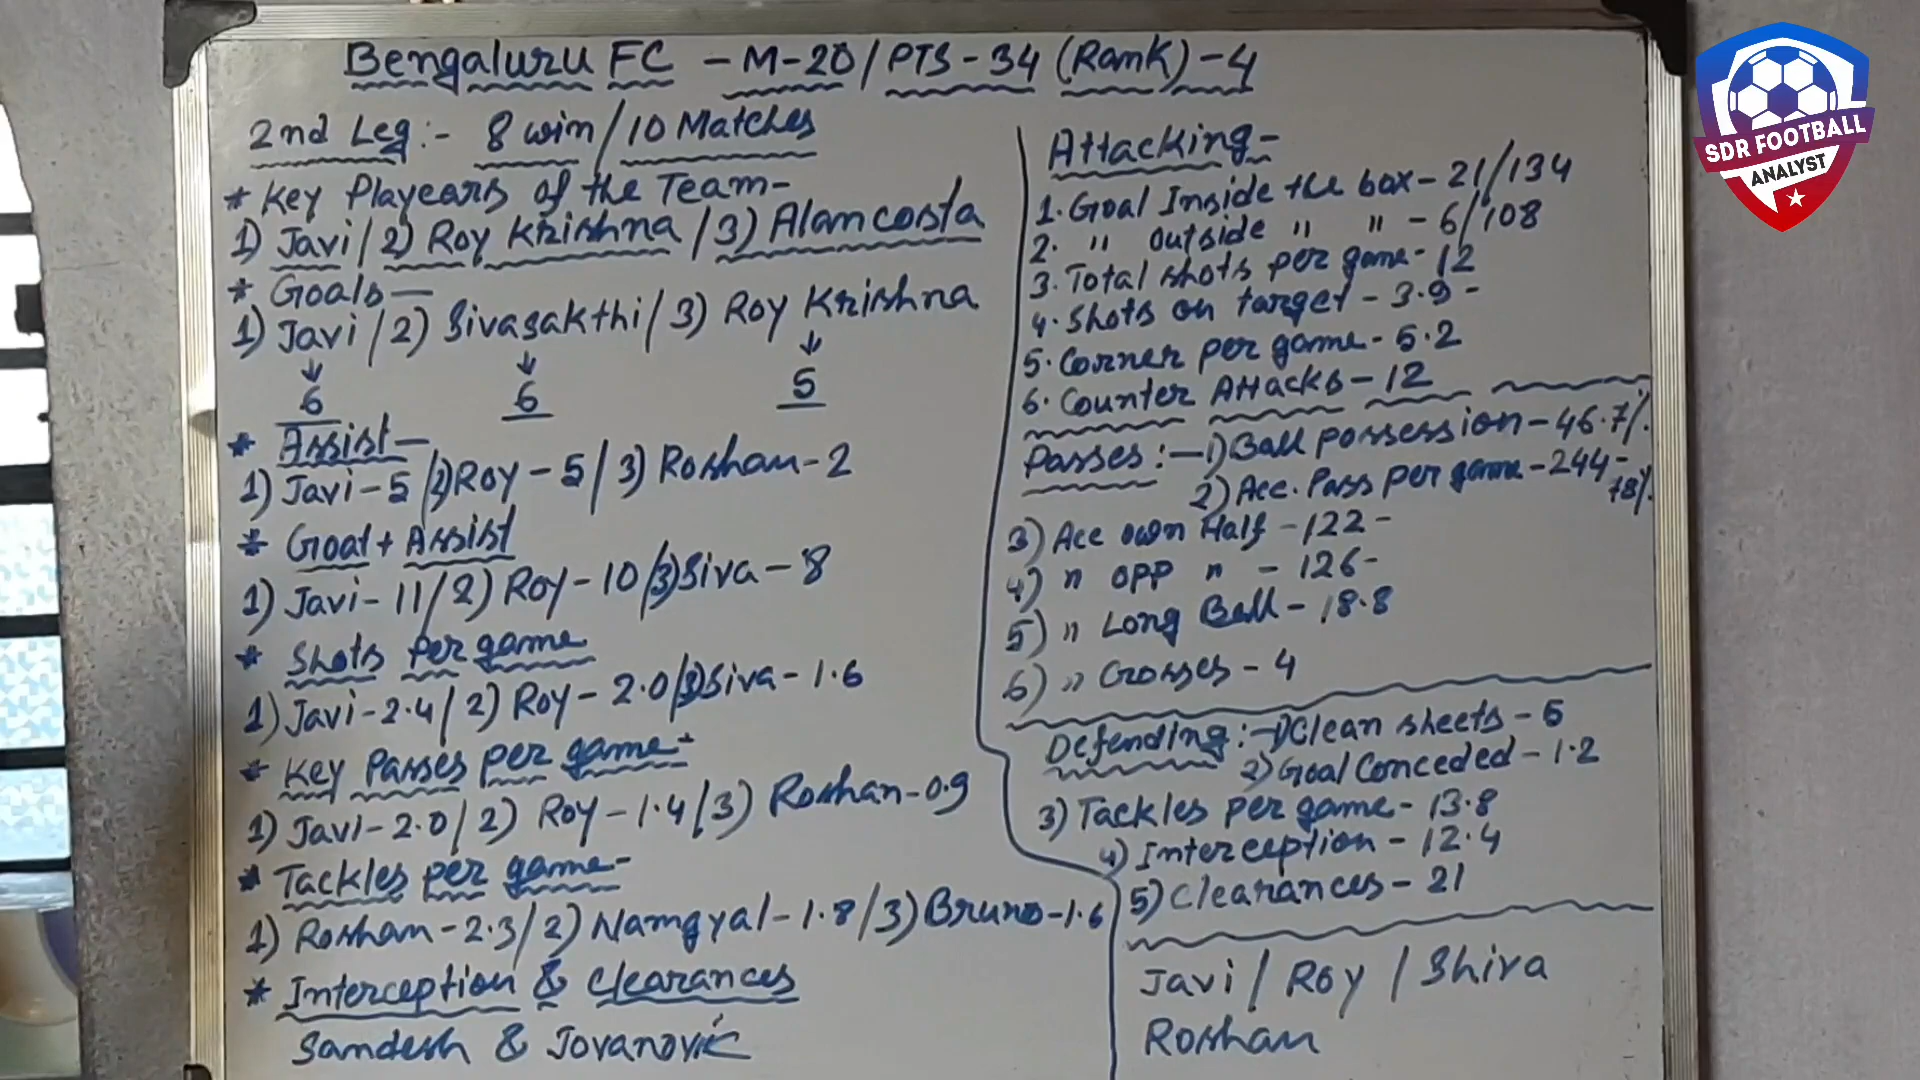 Bengaluru FC - M-20 / PTS - 34 (Rank) - 4
2nd Leg:- 8 win / 10 Matches
* Key Playears of the Team-
1) Javi / 2) Roy Krishna / 3) Alan costa
* Goals-
1) Javi / 2) Sivasakthi / 3) Roy Krishna
6 6 5
* Assist-
1) Javi-5 / 2) Roy-5 / 3) Roshan-2
* Goal + Assist
1) Javi-11 / 2) Roy-10 / 3) Siva-8
* Shots per game
1) Javi-2.4 / 2) Roy-2.0 / 3) Siva-1.6
* Key Passes per game-
1) Javi-2.0 / 2) Roy-1.4 / 3) Roshan-0.9
* Tackles per game-
1) Roshan-2.3 / 2) Namgyal-1.8 / 3) Bruno-1.6
* Interception & Clearances
Sandesh & Jovanovic
Attacking-
1. Goal Inside the box - 21/134
2. " outside " " - 6/108
3. Total shots per game - 12
4. Shots on target - 3.9 -
5. Corner per game - 5.2
6. Counter Attacks - 12
Passes:- 1) Ball possession - 46.7%
2) Acc. Pass per game - 244 -
78%
3) Acc own Half - 122 -
4) " opp " - 126 -
5) " Long Ball - 18.8
6) " Crosses - 4
Defending:- 1) Clean sheets - 5
2) Goal Conceded - 1.2
3) Tackles per game - 13.8
4) Interception - 12.4
5) Clearances - 21
Javi / Roy / Shiva
Roshan
SDR FOOTBALL
ANALYST